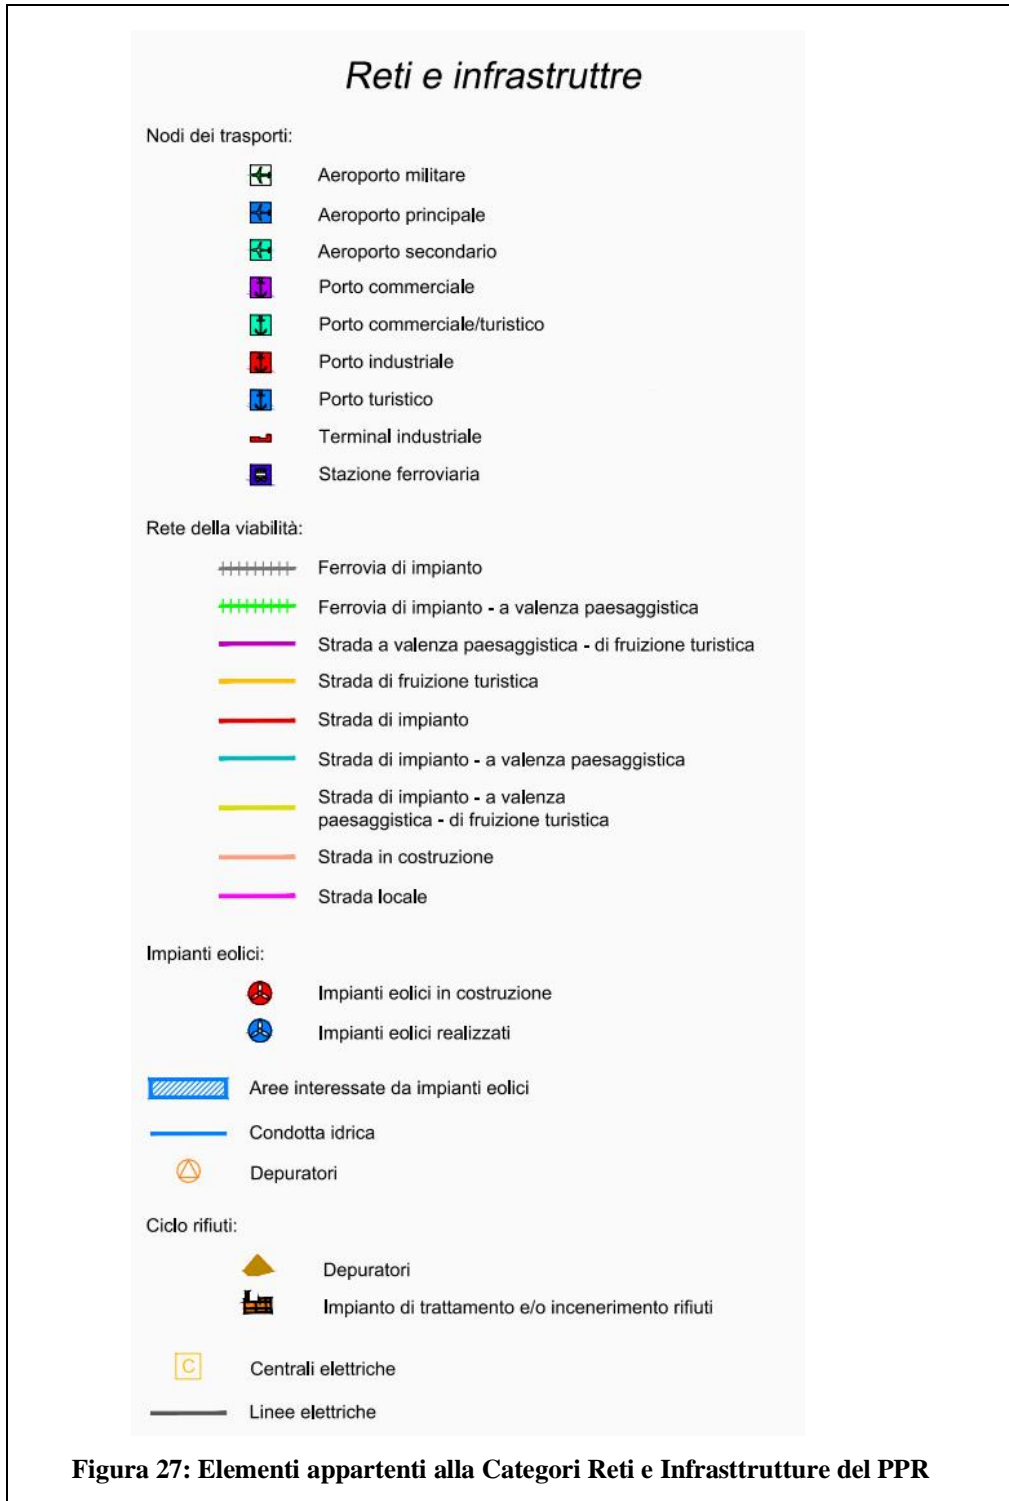 Reti e infrastruttre
Nodi dei trasporti:
Aeroporto militare
Aeroporto principale
Aeroporto secondario
Porto commerciale
Porto commerciale/turistico
Porto industriale
Porto turistico
Terminal industriale
Stazione ferroviaria
Rete della viabilità:
Ferrovia di impianto
Ferrovia di impianto - a valenza paesaggistica
Strada a valenza paesaggistica - di fruizione turistica
Strada di fruizione turistica
Strada di impianto
Strada di impianto - a valenza paesaggistica
Strada di impianto - a valenza
paesaggistica - di fruizione turistica
Strada in costruzione
Strada locale
Impianti eolici:
Impianti eolici in costruzione
Impianti eolici realizzati
Aree interessate da impianti eolici
Condotta idrica
Depuratori
Ciclo rifiuti:
Depuratori
Impianto di trattamento e/o incenerimento rifiuti
C Centrali elettriche
Linee elettriche
Figura 27: Elementi appartenti alla Categori Reti e Infrasttrutture del PPR